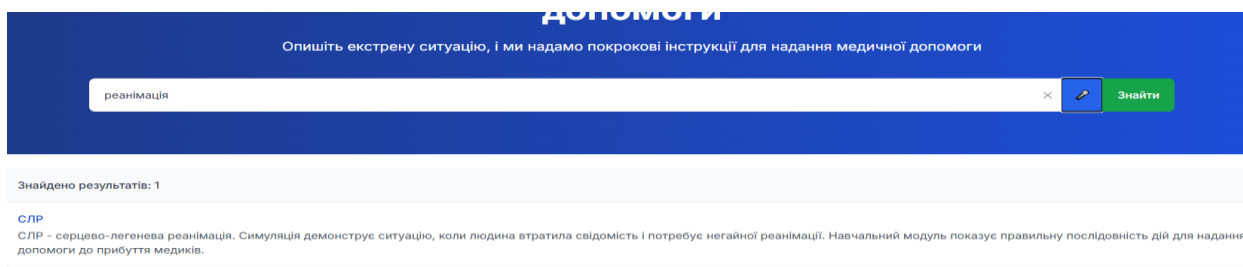 допомоги
Опишіть екстрену ситуацію, і ми надамо покрокові інструкції для надання медичної допомоги
реанімація
Знайти
Знайдено результатів: 1
СЛР
СЛР - серцево-легенева реанімація. Симуляція демонструє ситуацію, коли людина втратила свідомість і потребує негайної реанімації. Навчальний модуль показує правильну послідовність дій для надання
допомоги до прибуття медиків.